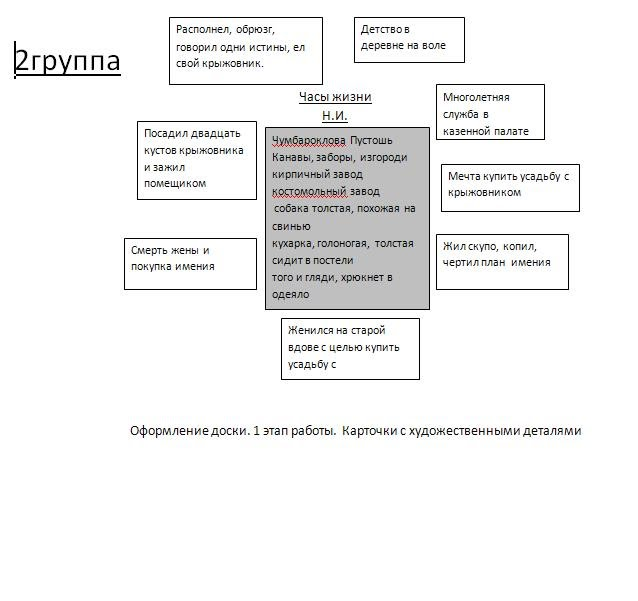 2группа
Располнел, обрюзг,
говорил одни истины, ел
свой крыжовник.
Детство в
деревне на воле
Часы жизни
Н.И.
Многолетняя
служба в
казенной палате
Посадил двадцать
кустов крыжовника
и зажил
помещиком
Чумбароклова Пустошь
Канавы, заборы, изгороди
кирпичный завод
костомольный завод
собака толстая, похожая на
свинью
кухарка, голоногая, толстая
сидит в постели
того и гляди, хрюкнет в
одеяло
Мечта купить усадьбу с
крыжовником
Смерть жены и
покупка имения
Жил скупо, копил,
чертил план имения
Женился на старой
вдове с целью купить
усадьбу с
Оформление доски. 1 этап работы. Карточки с художественными деталями